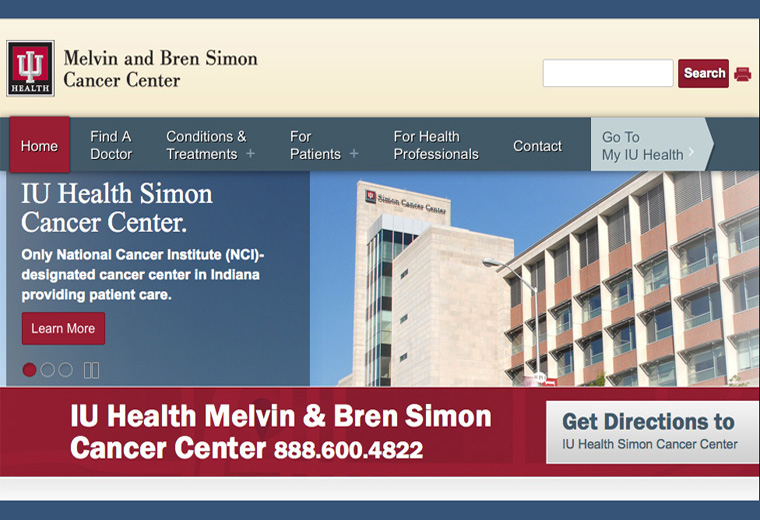 HEALTH
Melvin and Bren Simon
Cancer Center
Search
Home
Find A
Doctor
Conditions &
Treatments +
For
Patients +
For Health
Professionals
Contact
Go To
My IU Health
IU Health Simon
Cancer Center.
Only National Cancer Institute (NCI)-
designated cancer center in Indiana
providing patient care.
Learn More
Simon Cancer Center
IU Health Melvin & Bren Simon
Cancer Center 888.600.4822
Get Directions to
IU Health Simon Cancer Center